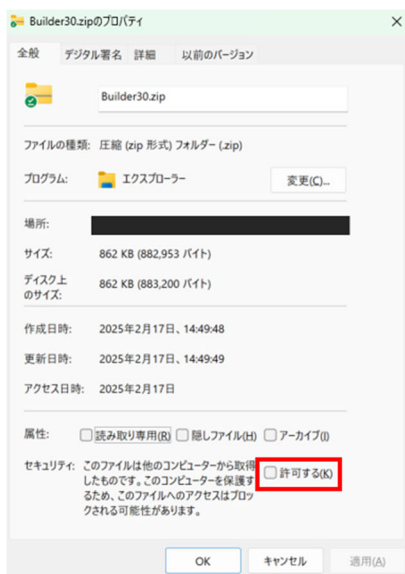 Builder30.zipのプロパティ
全般 デジタル署名 詳細 以前のバージョン
Builder30.zip
ファイルの種類: 圧縮 (zip 形式) フォルダー (.zip)
プログラム: エクスプローラー 変更(C)...
場所:
サイズ: 862 KB (882,953 バイト)
ディスク上
のサイズ: 862 KB (883,200 バイト)
作成日時: 2025年2月17日、14:49:48
更新日時: 2025年2月17日、14:49:49
アクセス日時: 2025年2月17日
属性: 読み取り専用(R) 隠しファイル(H) アーカイブ(I)
セキュリティ: このファイルは他のコンピューターから取得
したものです。このコンピューターを保護す
るため、このファイルへのアクセスはブロッ
クされる可能性があります。
許可する(K)
OK キャンセル 適用(A)